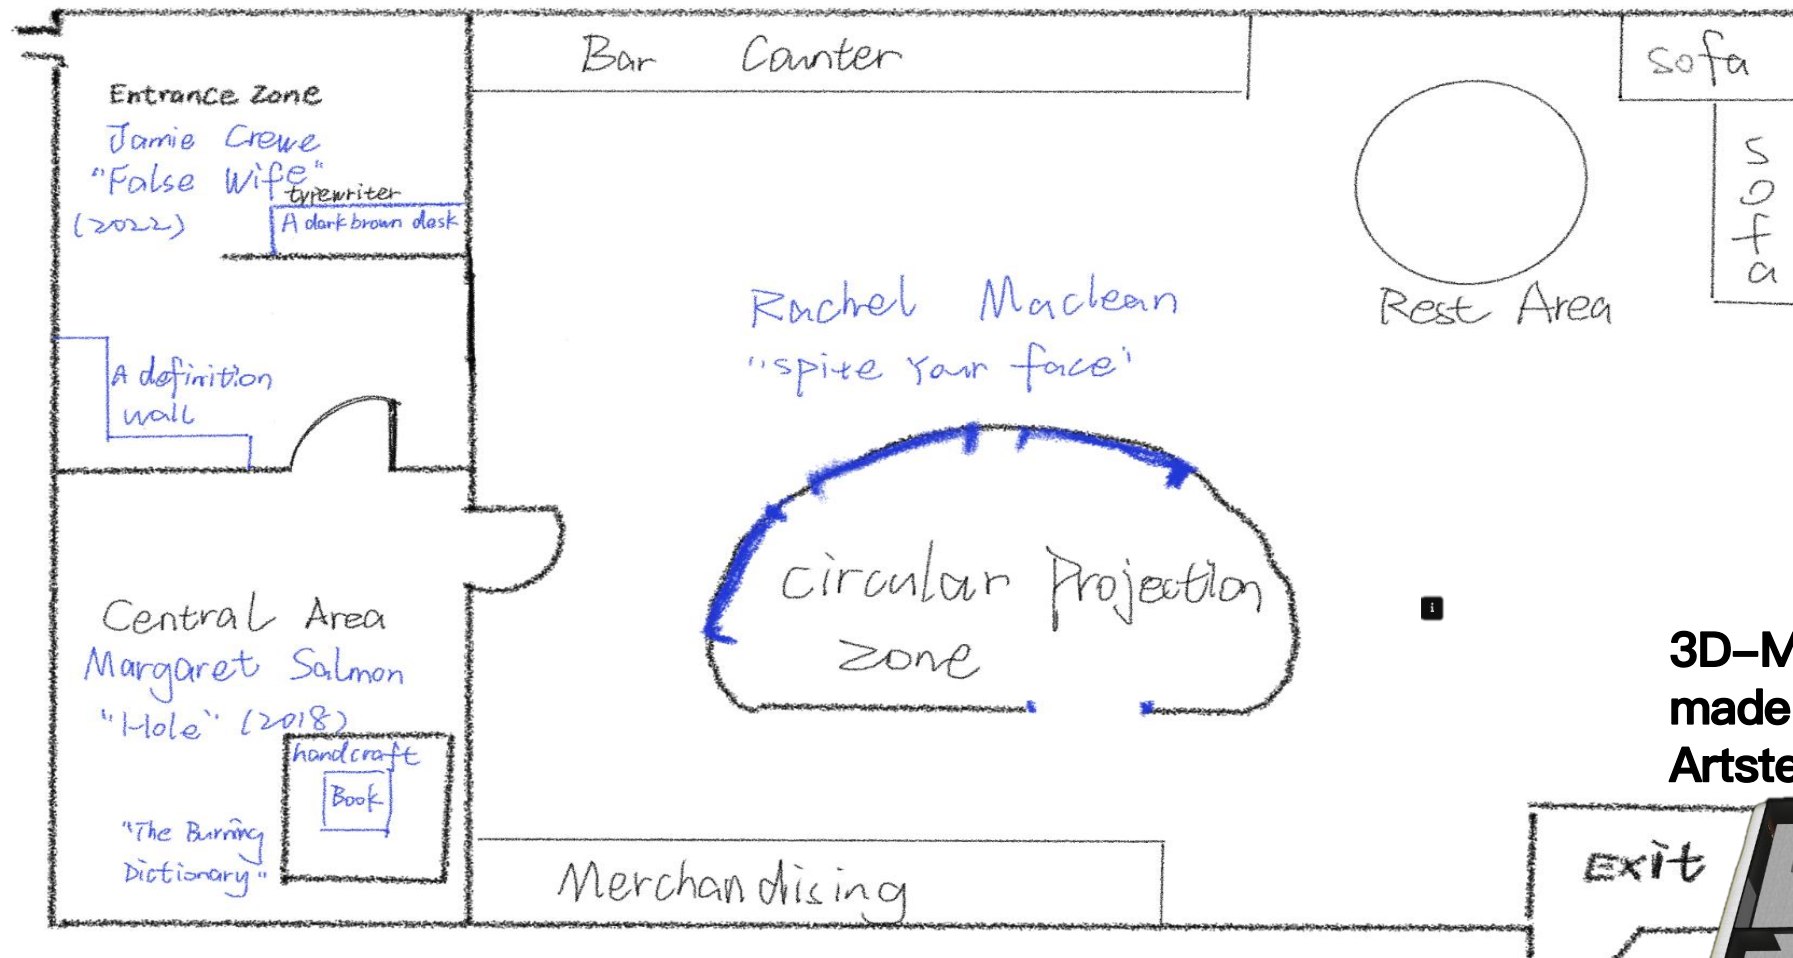 Entrance Zone
Jamie Crewe
"False Wife"
(2022)
typewriter
A dark brown desk
A definition
wall
Central Area
Margaret Salmon
"Hole" (2018)
handcraft
Book
"The Burning
Dictionary"
Bar Counter
Rachel Maclean
"spite Your face"
circular Projection
zone
Merchandising
Rest Area
sofa
sofa
i
3D-M
made
Artste
Exit